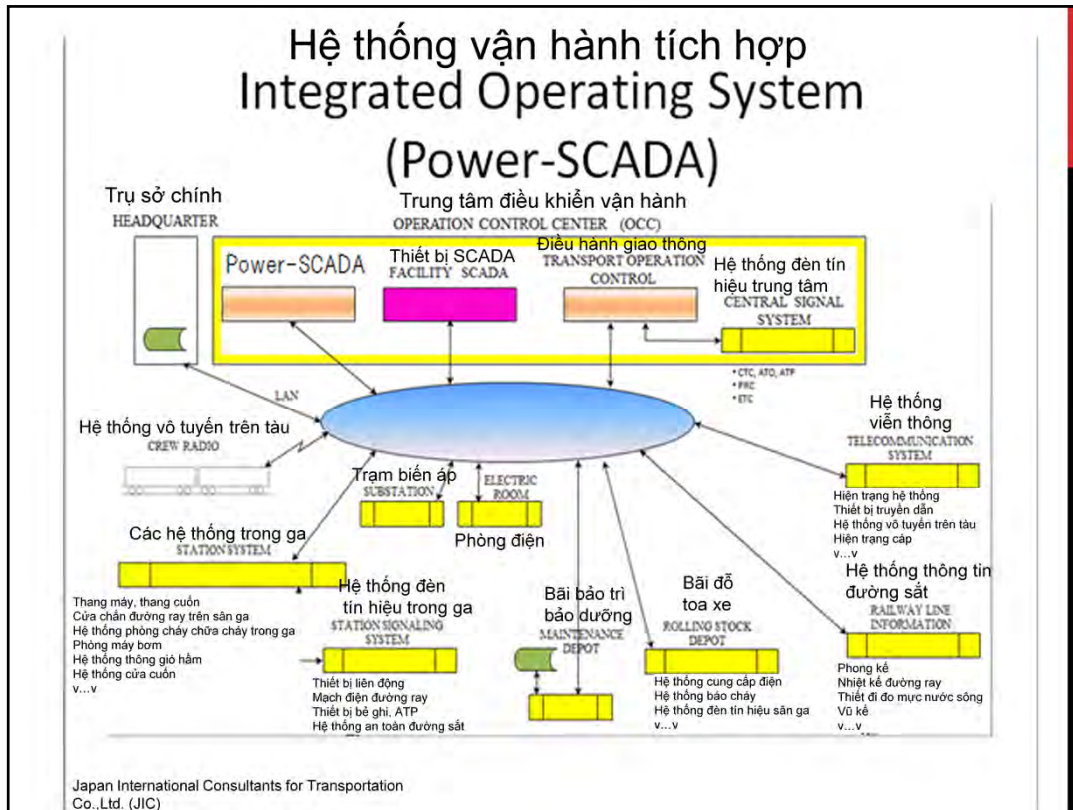 Hệ thống vận hành tích hợp
Integrated Operating System
(Power-SCADA)
Trụ sở chính
HEADQUARTER
Trung tâm điều khiển vận hành
OPERATION CONTROL CENTER (OCC)
Power-SCADA
Thiết bị SCADA
FACILITY SCADA
Điều hành giao thông
TRANSPORT OPERATION
CONTROL
Hệ thống đèn tín
hiệu trung tâm
CENTRAL SIGNAL
SYSTEM
• CTC, ATO, ATP
• PRC
• ETC
LAN
Hệ thống vô tuyến trên tàu
CREW RADIO
Hệ thống
viễn thông
TELECOMMUNICATION
SYSTEM
Hiện trạng hệ thống
Thiết bị truyền dẫn
Hệ thống vô tuyến trên tàu
Hiện trạng cáp
v...v
Trạm biến áp
SUBSTATION
ELECTRIC
ROOM
Phòng điện
Các hệ thống trong ga
STATION SYSTEM
Thang máy, thang cuốn
Cửa chắn đường ray trên sân ga
Hệ thống phòng cháy chữa cháy trong ga
Phòng máy bơm
Hệ thống thông gió hầm
Hệ thống cửa cuốn
v...v
Hệ thống đèn
tín hiệu trong ga
STATION SIGNALING
SYSTEM
Thiết bị liên động
Mạch điện đường ray
Thiết bị bẻ ghi, ATP
Hệ thống an toàn đường sắt
Bãi bảo trì
bảo dưỡng
MAINTENANCE
DEPOT
Bãi đỗ
toa xe
ROLLING STOCK
DEPOT
Hệ thống cung cấp điện
Hệ thống báo cháy
Hệ thống đèn tín hiệu sân ga
v...v
Hệ thống thông tin
đường sắt
RAILWAY LINE
INFORMATION
Phong kế
Nhiệt kế đường ray
Thiết đi đo mực nước sông
Vũ kế
v...v
Japan International Consultants for Transportation
Co.,Ltd. (JIC)